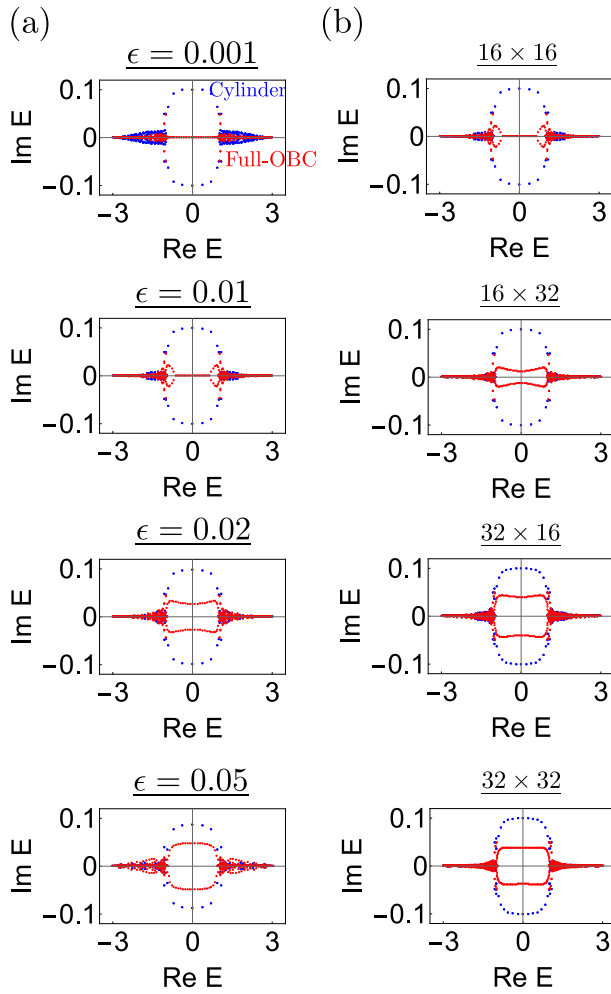 (a)
ϵ = 0.001
0.1
Cylinder
Im E
0
Full-OBC
−0.1
−3 0 3
Re E
ϵ = 0.01
0.1
Im E
0
−0.1
−3 0 3
Re E
ϵ = 0.02
0.1
Im E
0
−0.1
−3 0 3
Re E
ϵ = 0.05
0.1
Im E
0
−0.1
−3 0 3
Re E
(b)
16 × 16
0.1
Im E
0
−0.1
−3 0 3
Re E
16 × 32
0.1
Im E
0
−0.1
−3 0 3
Re E
32 × 16
0.1
Im E
0
−0.1
−3 0 3
Re E
32 × 32
0.1
Im E
0
−0.1
−3 0 3
Re E